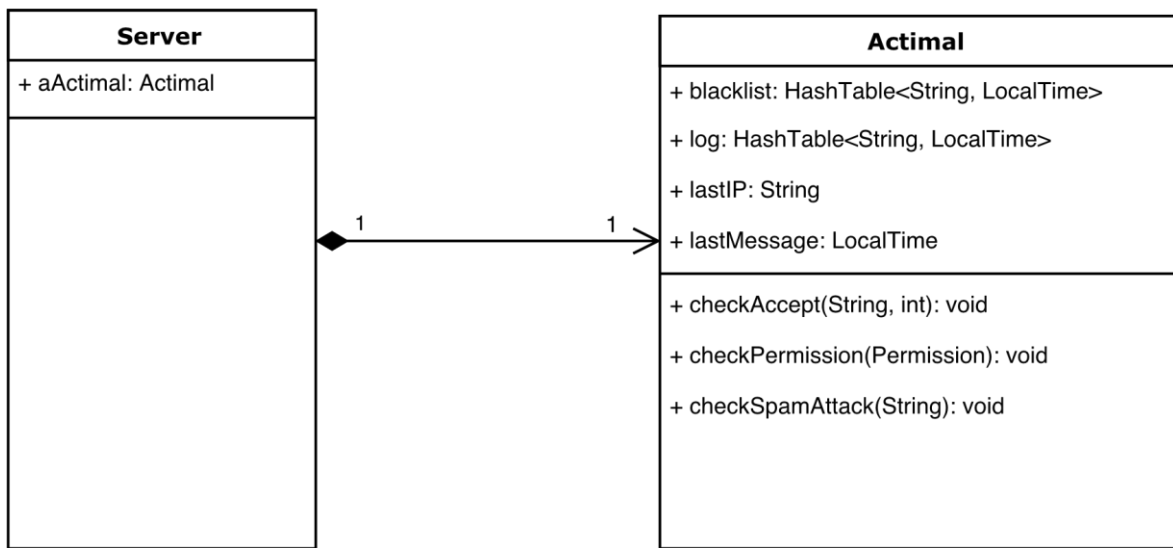 Server
+ aActimal: Actimal
1
1
Actimal
+ blacklist: HashTable<String, LocalTime>
+ log: HashTable<String, LocalTime>
+ lastIP: String
+ lastMessage: LocalTime
+ checkAccept(String, int): void
+ checkPermission(Permission): void
+ checkSpamAttack(String): void